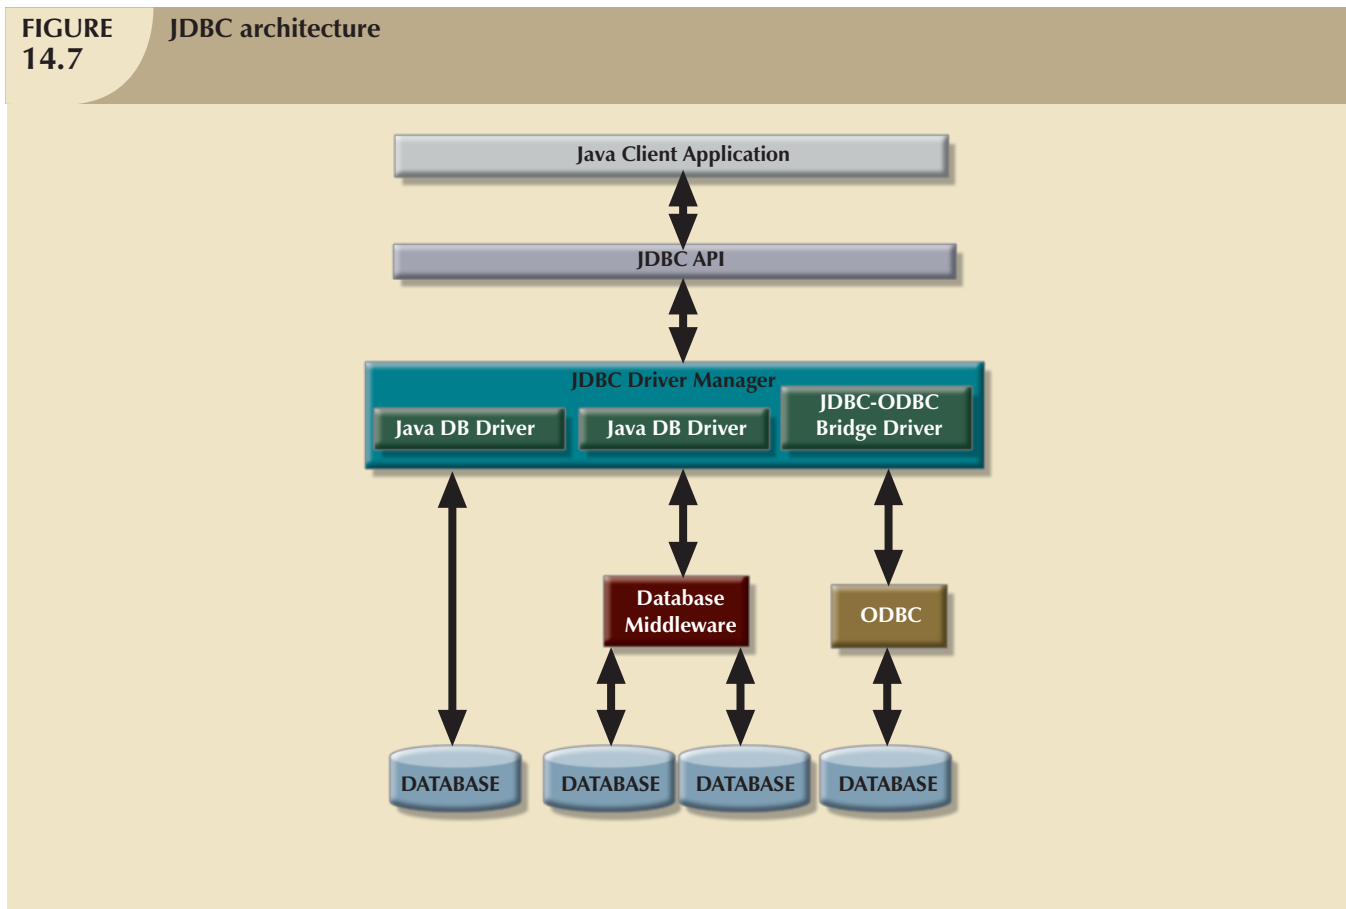 FIGURE
14.7
JDBC architecture
Java Client Application
JDBC API
JDBC Driver Manager
Java DB Driver
Java DB Driver
JDBC-ODBC
Bridge Driver
Database
Middleware
ODBC
DATABASE
DATABASE
DATABASE
DATABASE